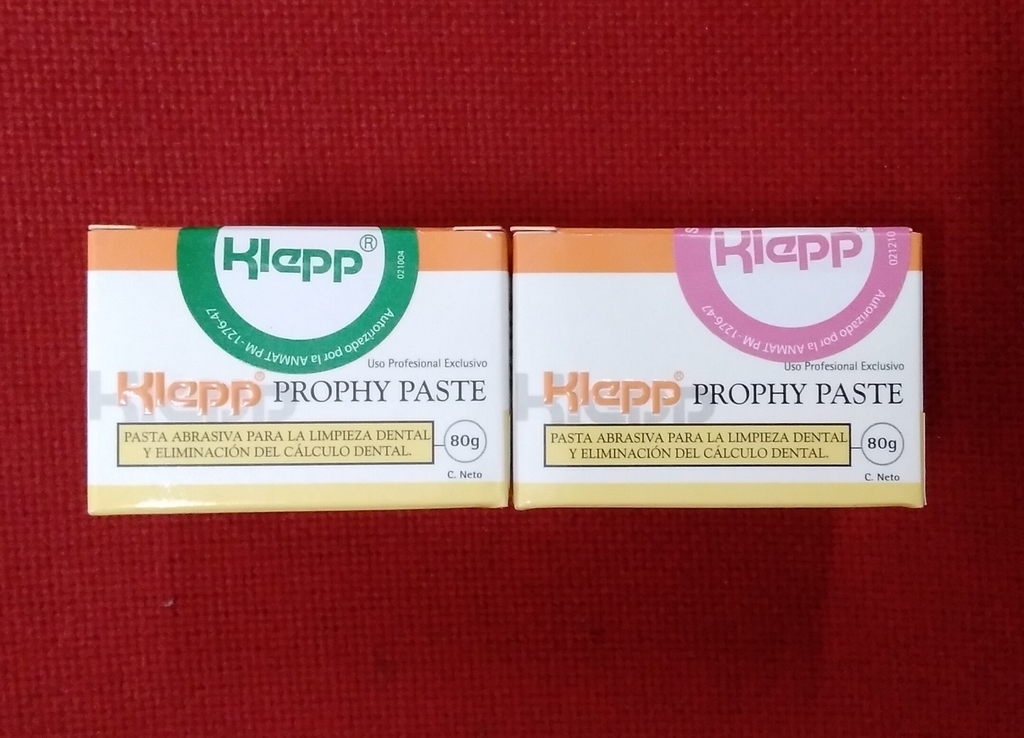 Klepp®
021004
Autorizado por la ANMAT PM - 1276-47
Uso Profesional Exclusivo
Klepp® PROPHY PASTE
PASTA ABRASIVA PARA LA LIMPIEZA DENTAL
Y ELIMINACIÓN DEL CÁLCULO DENTAL.
80g
C. Neto
S
Klepp®
021210
Autorizado por la ANMAT PM - 1276-47
Uso Profesional Exclusivo
Klepp® PROPHY PASTE
PASTA ABRASIVA PARA LA LIMPIEZA DENTAL
Y ELIMINACIÓN DEL CÁLCULO DENTAL.
80g
C. Neto